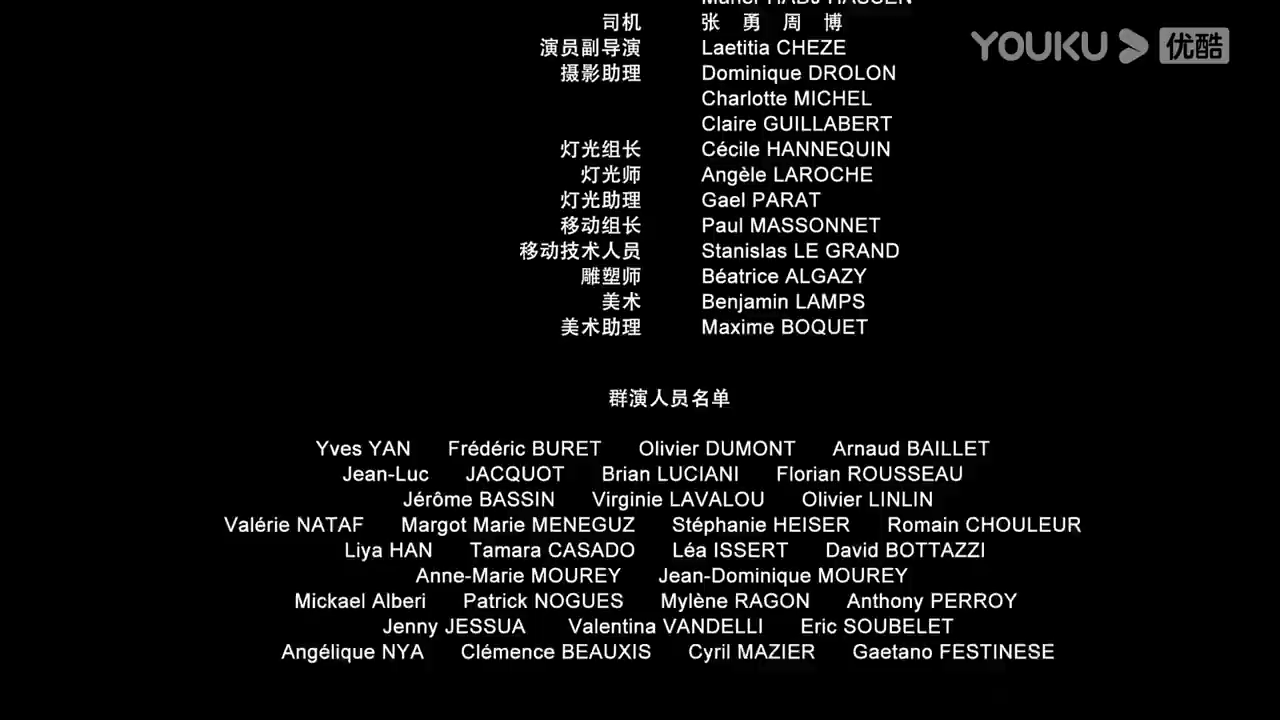 Muriel HADJ HASSEN
司机 张 勇 周 博
演员副导演 Laetitia CHEZE
摄影助理 Dominique DROLON
Charlotte MICHEL
Claire GUILLABERT
灯光组长 Cécile HANNEQUIN
灯光师 Angèle LAROCHE
灯光助理 Gael PARAT
移动组长 Paul MASSONNET
移动技术人员 Stanislas LE GRAND
雕塑师 Béatrice ALGAZY
美术 Benjamin LAMPS
美术助理 Maxime BOQUET
YOUKU 优酷
群演人员名单
Yves YAN Frédéric BURET Olivier DUMONT Arnaud BAILLET
Jean-Luc JACQUOT Brian LUCIANI Florian ROUSSEAU
Jérôme BASSIN Virginie LAVALOU Olivier LINLIN
Valérie NATAF Margot Marie MENEGUZ Stéphanie HEISER Romain CHOULEUR
Liya HAN Tamara CASADO Léa ISSERT David BOTTAZZI
Anne-Marie MOUREY Jean-Dominique MOUREY
Mickael Alberi Patrick NOGUES Mylène RAGON Anthony PERROY
Jenny JESSUA Valentina VANDELLI Eric SOUBELET
Angélique NYA Clémence BEAUXIS Cyril MAZIER Gaetano FESTINESE